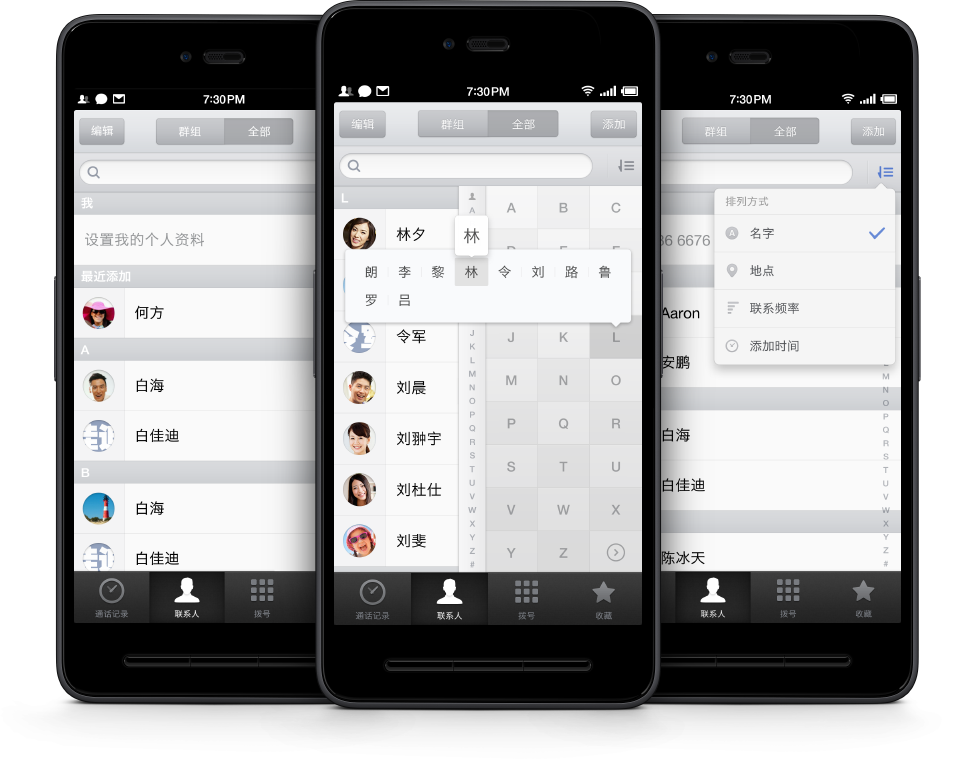 7:30PM
编辑
群组
全部
我
设置我的个人资料
最近添加
何方
A
白海
白佳迪
B
白海
白佳迪
通话记录
联系人
拨号
7:30PM
编辑
群组
全部
添加
L
林夕
林
朗 李 黎 林 令 刘 路 鲁
罗 吕
令军
刘晨
刘翀宇
刘杜仕
刘斐
A
J
K
L
M
N
O
P
Q
R
S
T
U
V
W
X
Y
Z
#
A B C
J K L
M N O
P Q R
S T U
V W X
Y Z
通话记录
联系人
拨号
收藏
7:30PM
群组
全部
添加
排列方式
A
名字
地点
联系频率
添加时间
36 6676
Aaron
安鹏
白海
白佳迪
陈冰天
M
N
O
P
Q
R
S
T
U
V
W
X
Y
Z
#
联系人
拨号
收藏